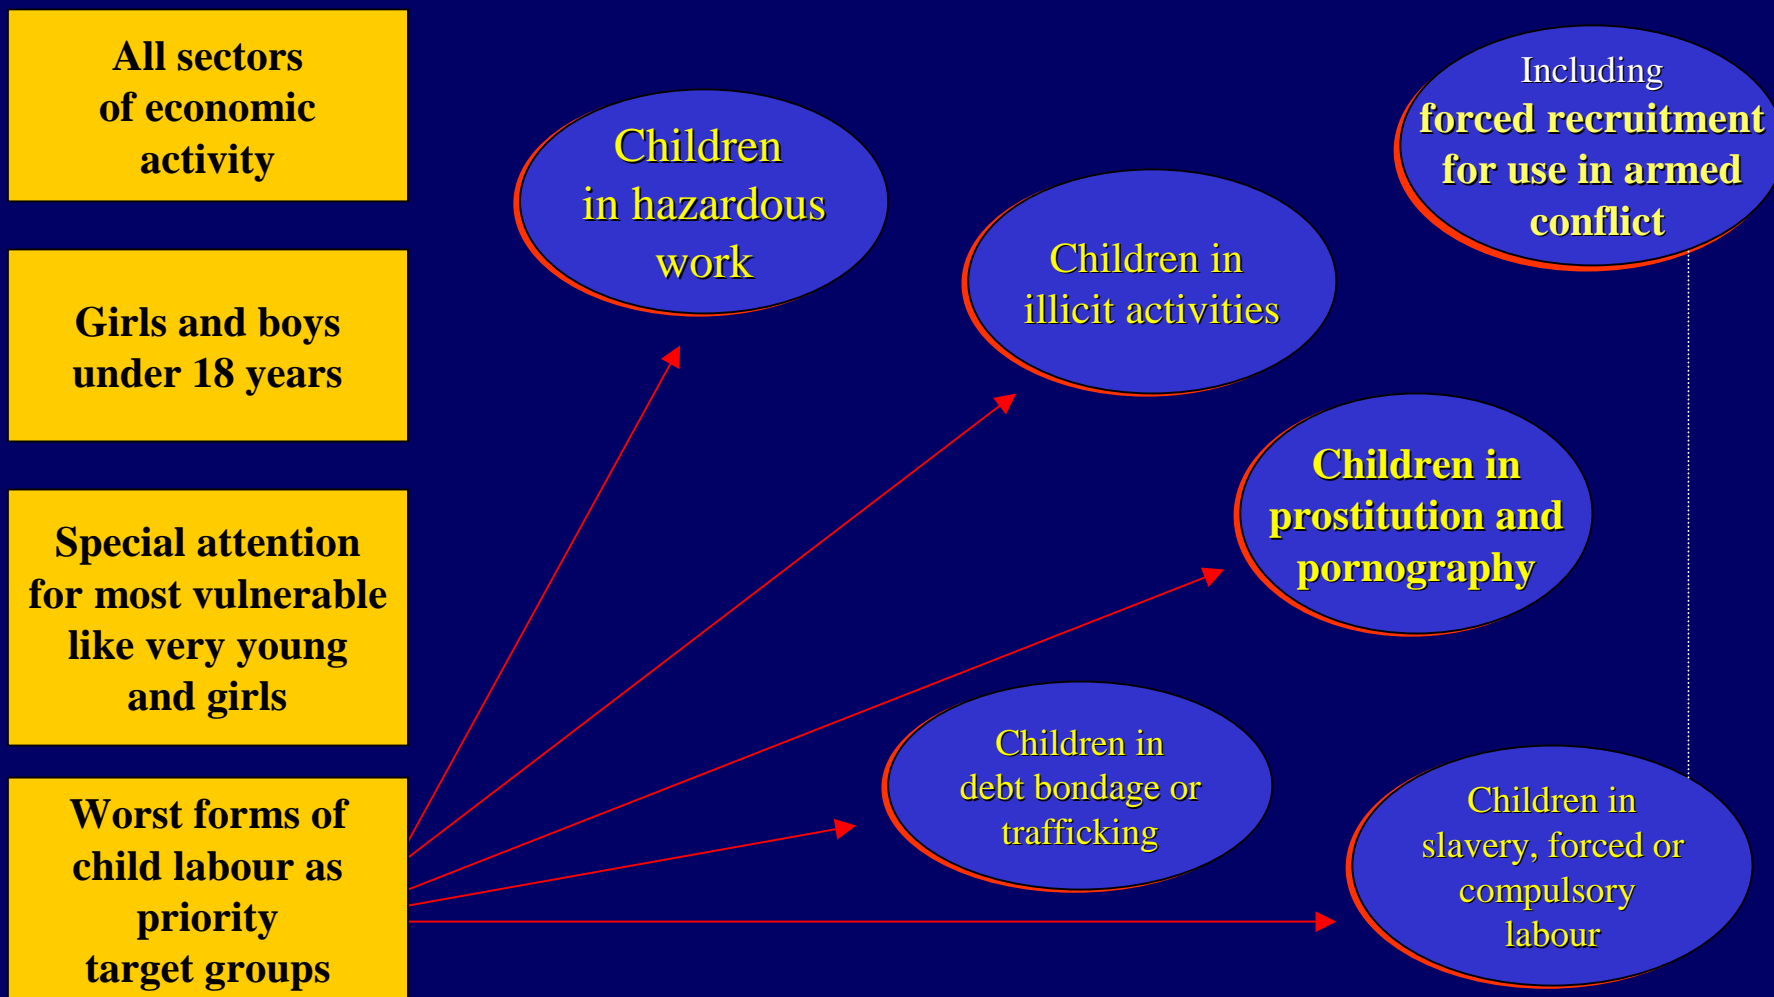 All sectors
of economic
activity
Girls and boys
under 18 years
Special attention
for most vulnerable
like very young
and girls
Worst forms of
child labour as
priority
target groups
Children
in hazardous
work
Children in
illicit activities
Including
forced recruitment
for use in armed
conflict
Children in
prostitution and
pornography
Children in
debt bondage or
trafficking
Children in
slavery, forced or
compulsory
labour